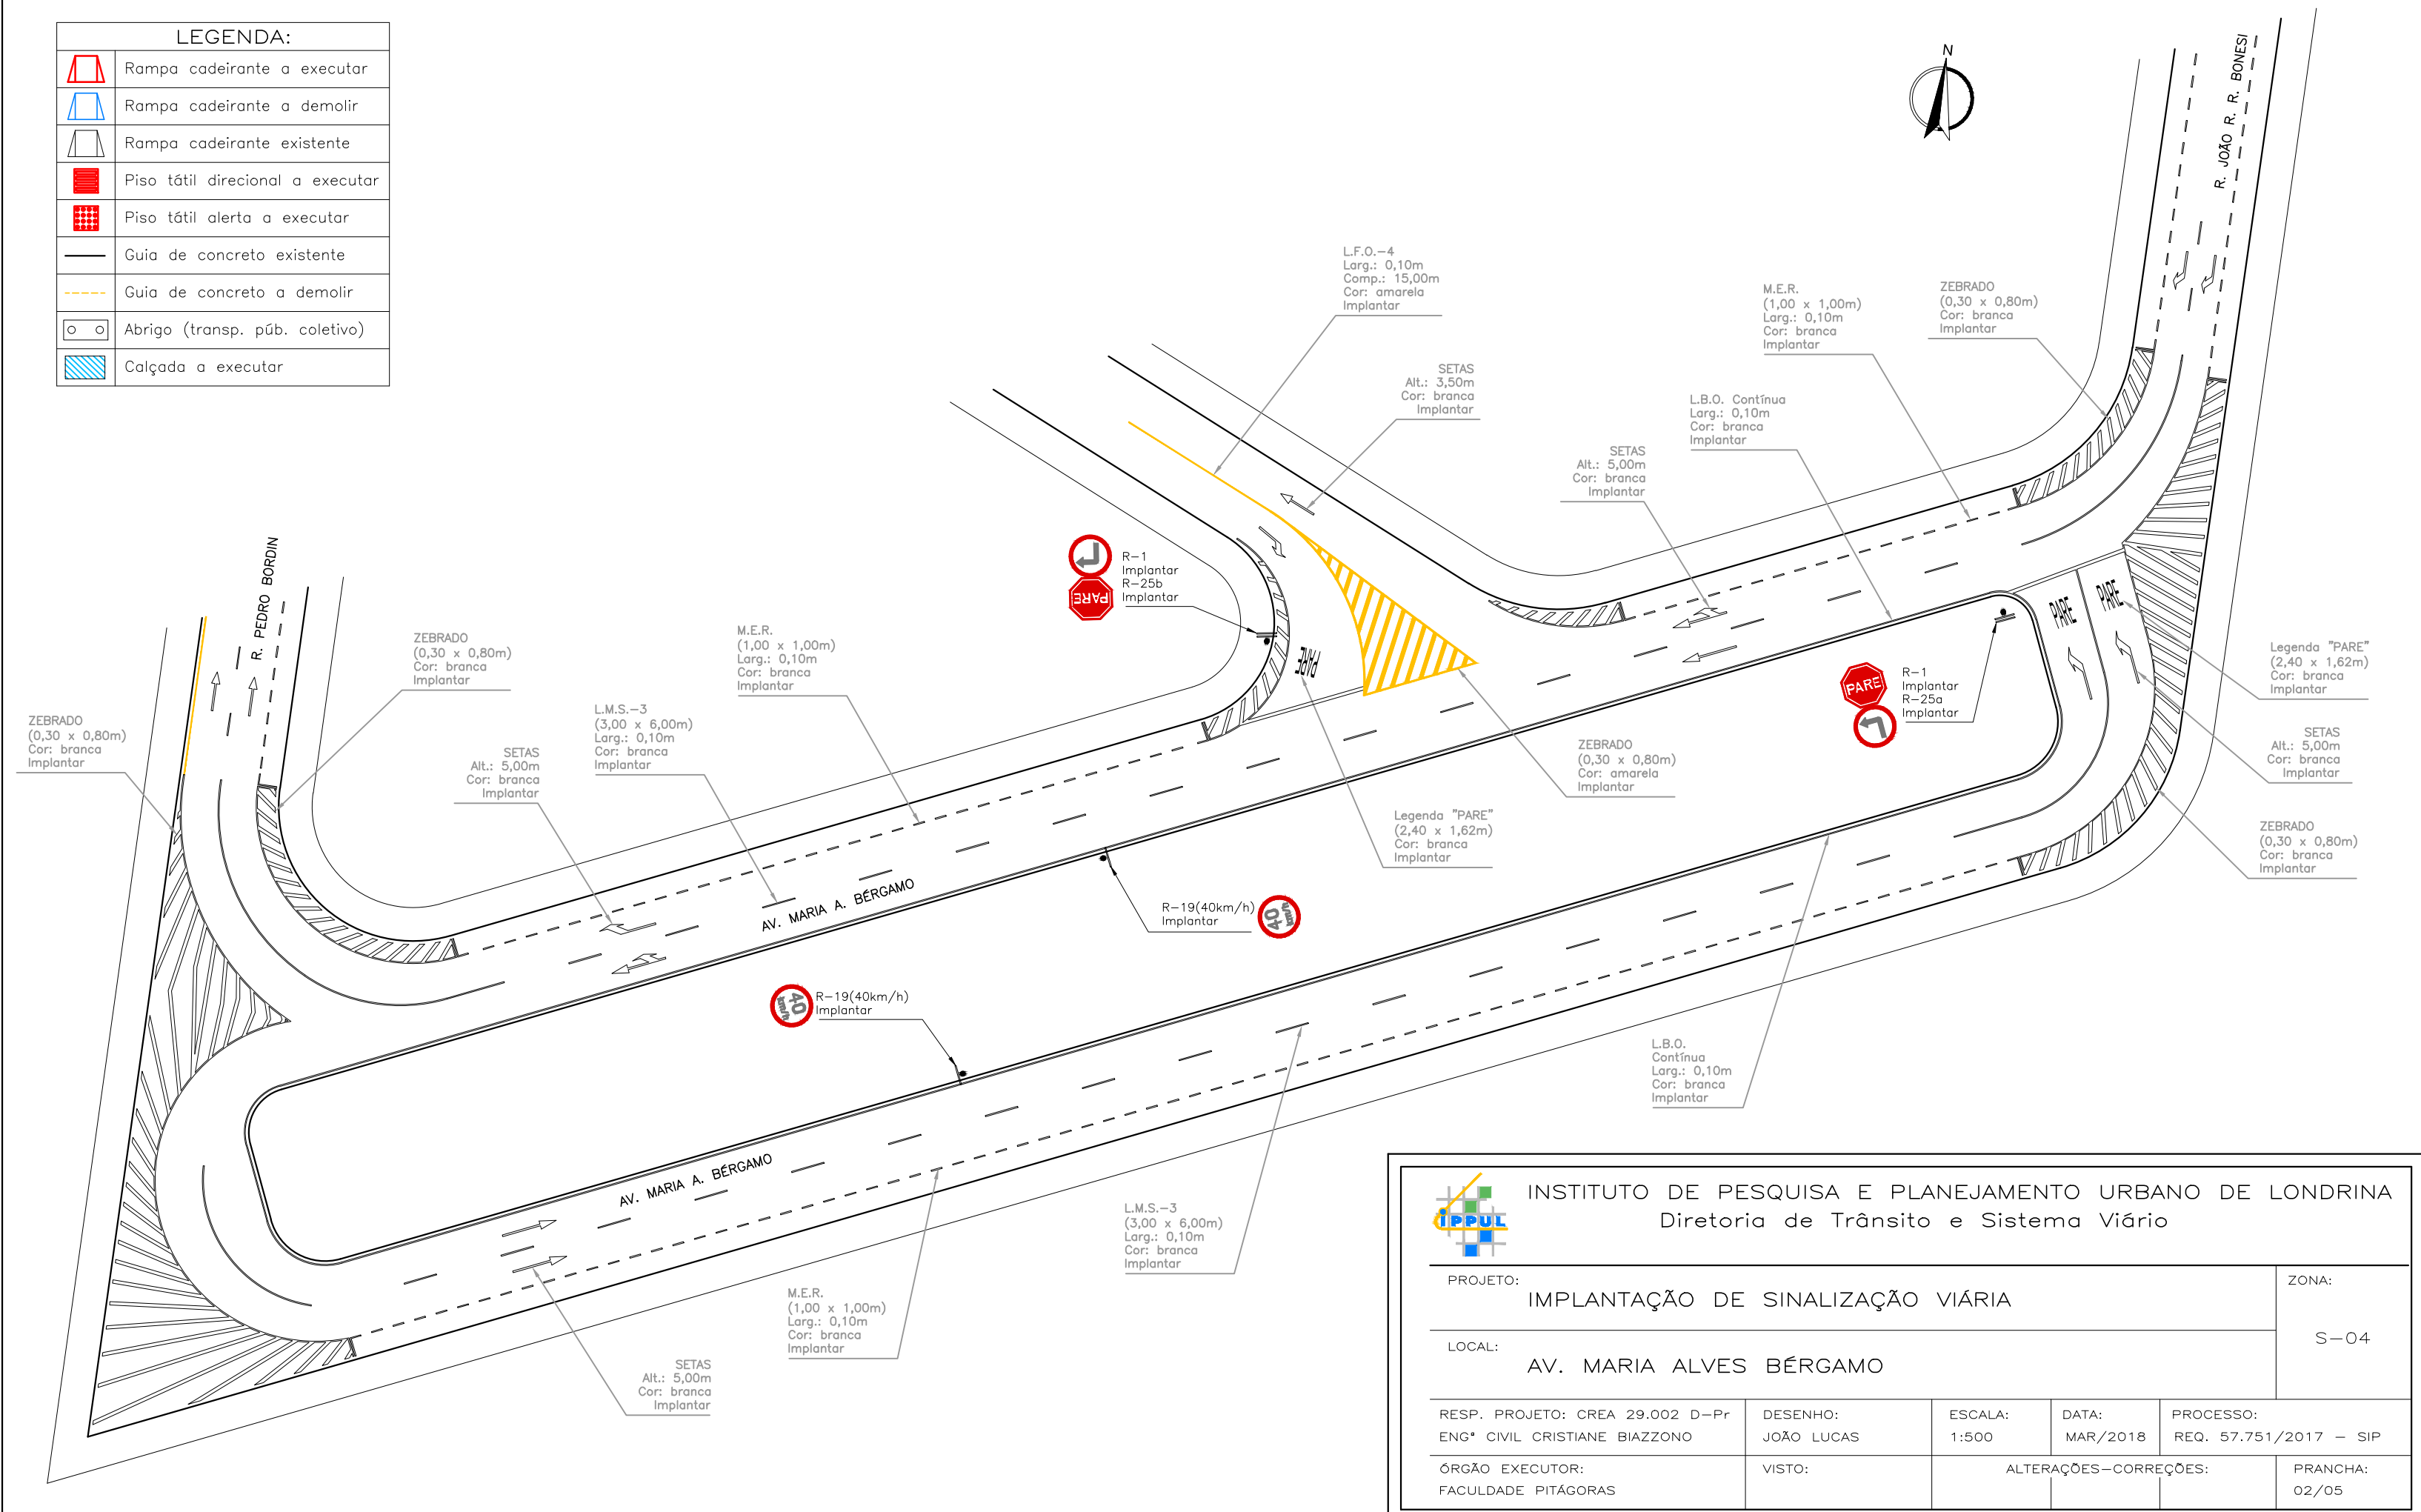 LEGENDA:
Rampa cadeirante a executar
Rampa cadeirante a demolir
Rampa cadeirante existente
Piso tátil direcional a executar
Piso tátil alerta a executar
Guia de concreto existente
Guia de concreto a demolir
Abrigo (transp. púb. coletivo)
Calçada a executar
N
R. JOÃO R. R. BONESI
L.F.O.-4
Larg.: 0,10m
Comp.: 15,00m
Cor: amarela
Implantar
SETAS
Alt.: 3,50m
Cor: branca
Implantar
M.E.R.
(1,00 x 1,00m)
Larg.: 0,10m
Cor: branca
Implantar
ZEBRADO
(0,30 x 0,80m)
Cor: branca
Implantar
L.B.O. Contínua
Larg.: 0,10m
Cor: branca
Implantar
SETAS
Alt.: 5,00m
Cor: branca
Implantar
R. PEDRO BORDIN
PARE
R-1
Implantar
R-25b
Implantar
PARE
PARE
PARE
PARE
R-1
Implantar
R-25a
Implantar
Legenda "PARE"
(2,40 x 1,62m)
Cor: branca
Implantar
ZEBRADO
(0,30 x 0,80m)
Cor: branca
Implantar
M.E.R.
(1,00 x 1,00m)
Larg.: 0,10m
Cor: branca
Implantar
L.M.S.-3
(3,00 x 6,00m)
Larg.: 0,10m
Cor: branca
Implantar
ZEBRADO
(0,30 x 0,80m)
Cor: branca
Implantar
SETAS
Alt.: 5,00m
Cor: branca
Implantar
SETAS
Alt.: 5,00m
Cor: branca
Implantar
ZEBRADO
(0,30 x 0,80m)
Cor: amarela
Implantar
Legenda "PARE"
(2,40 x 1,62m)
Cor: branca
Implantar
ZEBRADO
(0,30 x 0,80m)
Cor: branca
Implantar
AV. MARIA A. BÉRGAMO
R-19(40km/h)
Implantar
40
km/h
40
km/h
R-19(40km/h)
Implantar
L.B.O.
Contínua
Larg.: 0,10m
Cor: branca
Implantar
AV. MARIA A. BÉRGAMO
L.M.S.-3
(3,00 x 6,00m)
Larg.: 0,10m
Cor: branca
Implantar
M.E.R.
(1,00 x 1,00m)
Larg.: 0,10m
Cor: branca
Implantar
SETAS
Alt.: 5,00m
Cor: branca
Implantar
IPPUL
INSTITUTO DE PESQUISA E PLANEJAMENTO URBANO DE LONDRINA
Diretoria de Trânsito e Sistema Viário
PROJETO:
IMPLANTAÇÃO DE SINALIZAÇÃO VIÁRIA
ZONA:
S-04
LOCAL:
AV. MARIA ALVES BÉRGAMO
RESP. PROJETO: CREA 29.002 D-Pr
ENGª CIVIL CRISTIANE BIAZZONO
DESENHO:
JOÃO LUCAS
ESCALA:
1:500
DATA:
MAR/2018
PROCESSO:
REQ. 57.751/2017 - SIP
ÓRGÃO EXECUTOR:
FACULDADE PITÁGORAS
VISTO:
ALTERAÇÕES-CORREÇÕES:
PRANCHA:
02/05